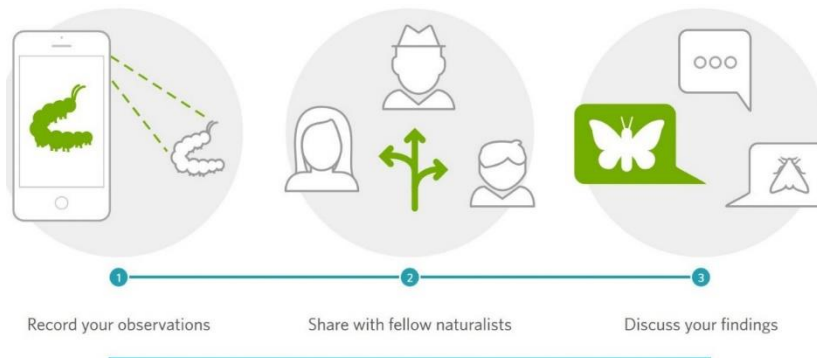 1
2
3
Record your observations
Share with fellow naturalists
Discuss your findings